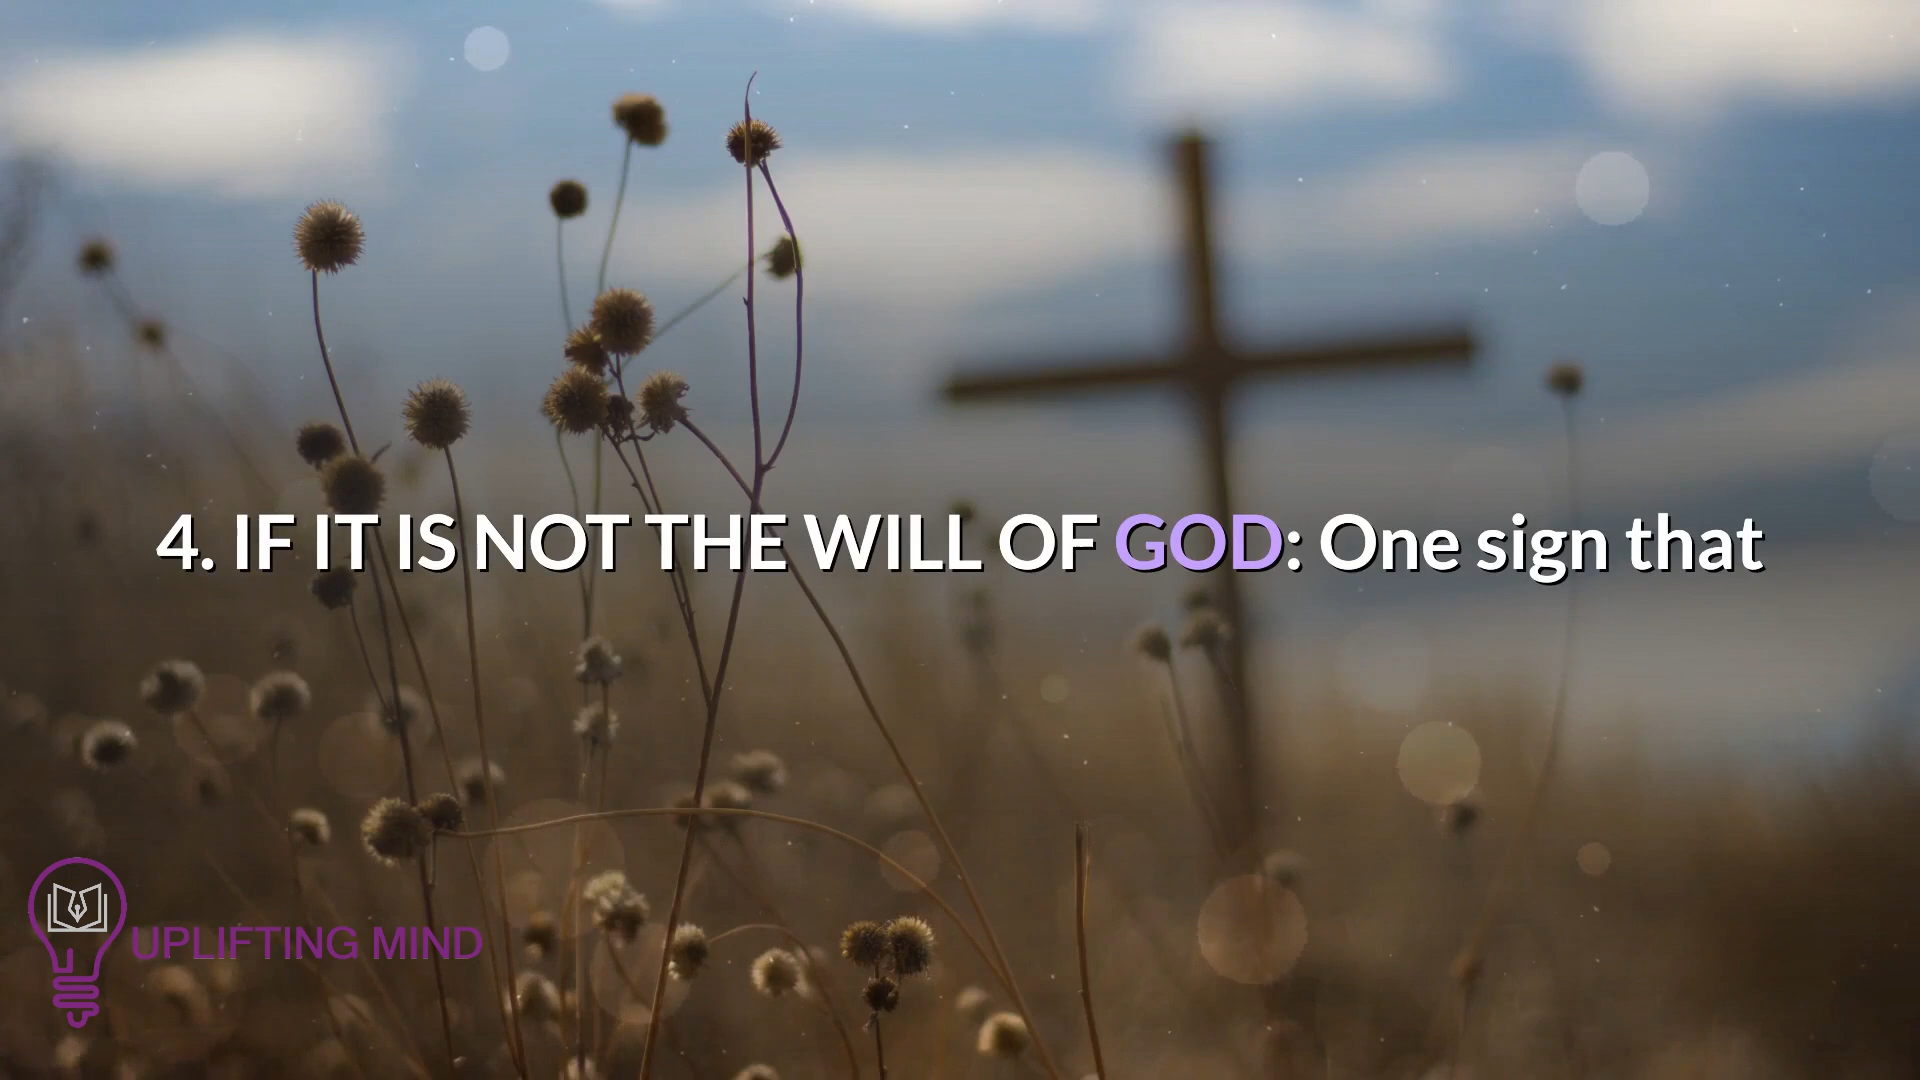 4. IF IT IS NOT THE WILL OF GOD: One sign that
UPLIFTING MIND